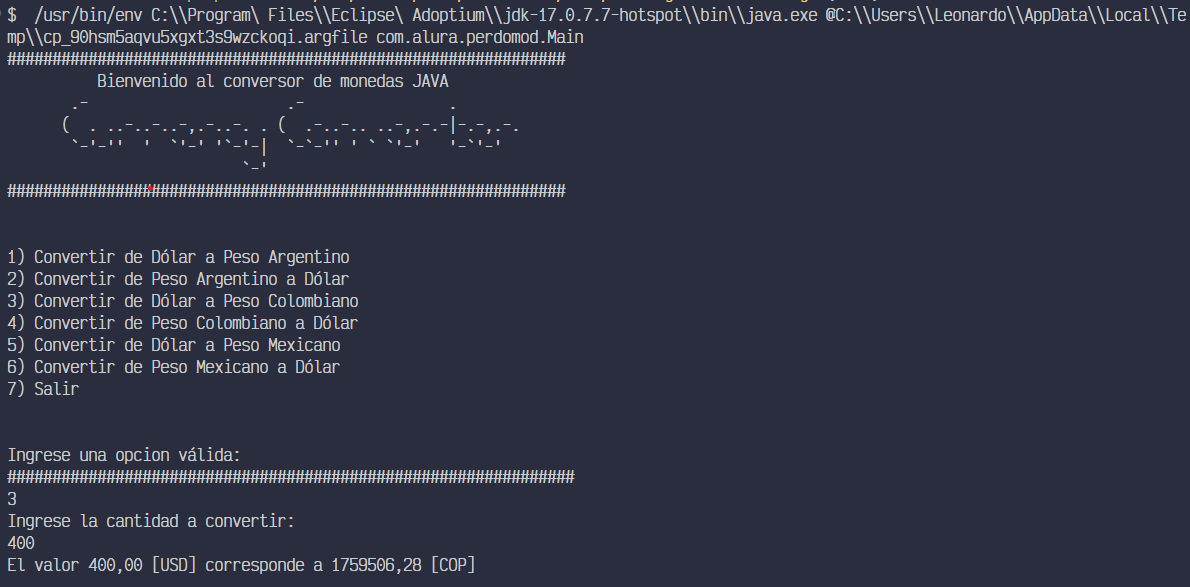 $  /usr/bin/env C:\\Program\ Files\\Eclipse\ Adoptium\\jdk-17.0.7.7-hotspot\\bin\\java.exe @C:\\Users\\Leonardo\\AppData\\Local\\Te
mp\\cp_90hsm5aqvu5xgxt3s9wzckoqi.argfile com.alura.perdomod.Main
##############################################################
          Bienvenido al conversor de monedas JAVA
       .-                      .-                .
      (  . ..-..-..-,.-..-. . (  .-..-.. ..-,.-.-|-.-,.-.
       `-'-''  '  `'-' '`-'-|  `-`-'' ' ` `'-'   '-`'-'
                          `-'
##############################################################
1) Convertir de Dólar a Peso Argentino
2) Convertir de Peso Argentino a Dólar
3) Convertir de Dólar a Peso Colombiano
4) Convertir de Peso Colombiano a Dólar
5) Convertir de Dólar a Peso Mexicano
6) Convertir de Peso Mexicano a Dólar
7) Salir
Ingrese una opcion válida:
###############################################################
3
Ingrese la cantidad a convertir:
400
El valor 400,00 [USD] corresponde a 1759506,28 [COP]